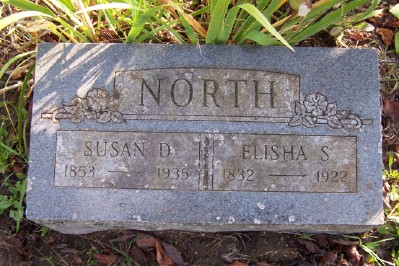 NORTH
SUSAN D. ELISHA S.
1853 — 1935 1832 — 1922